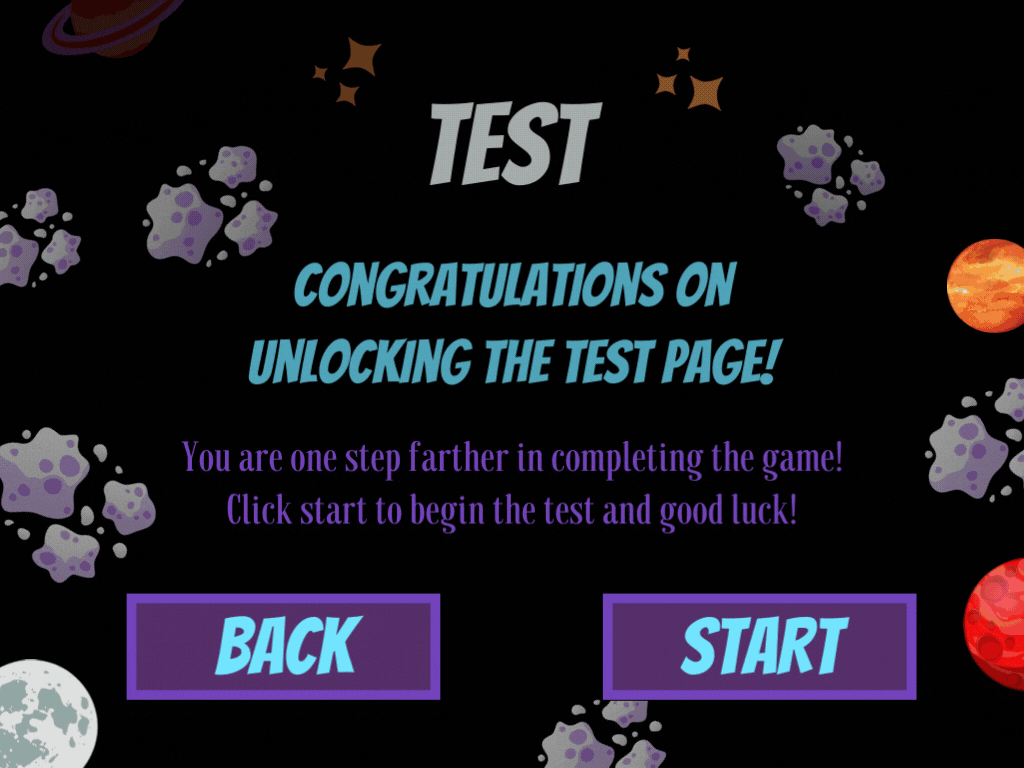 TEST
CONGRATULATIONS ON
UNLOCKING THE TEST PAGE!
You are one step farther in completing the game!
Click start to begin the test and good luck!
BACK
START